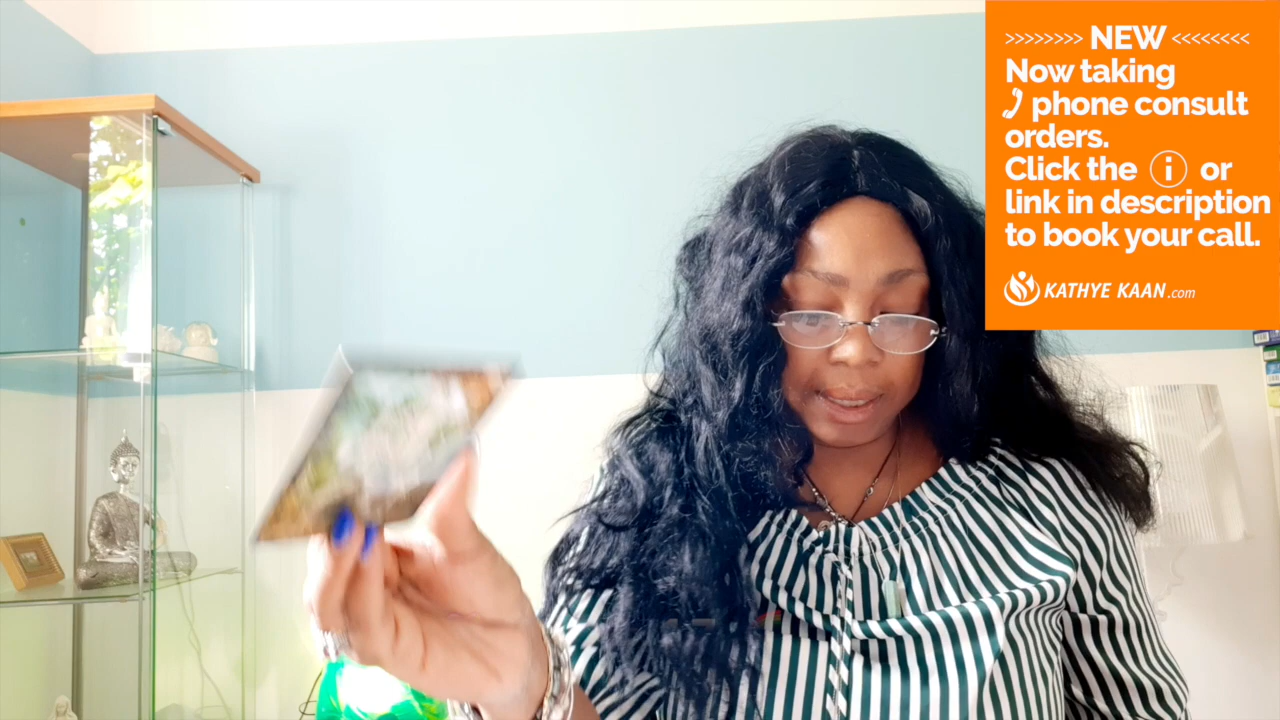 >>>>>>>> NEW <<<<<<<<
Now taking
phone consult
orders.
Click the i or
link in description
to book your call.
KATHYE KAAN.com